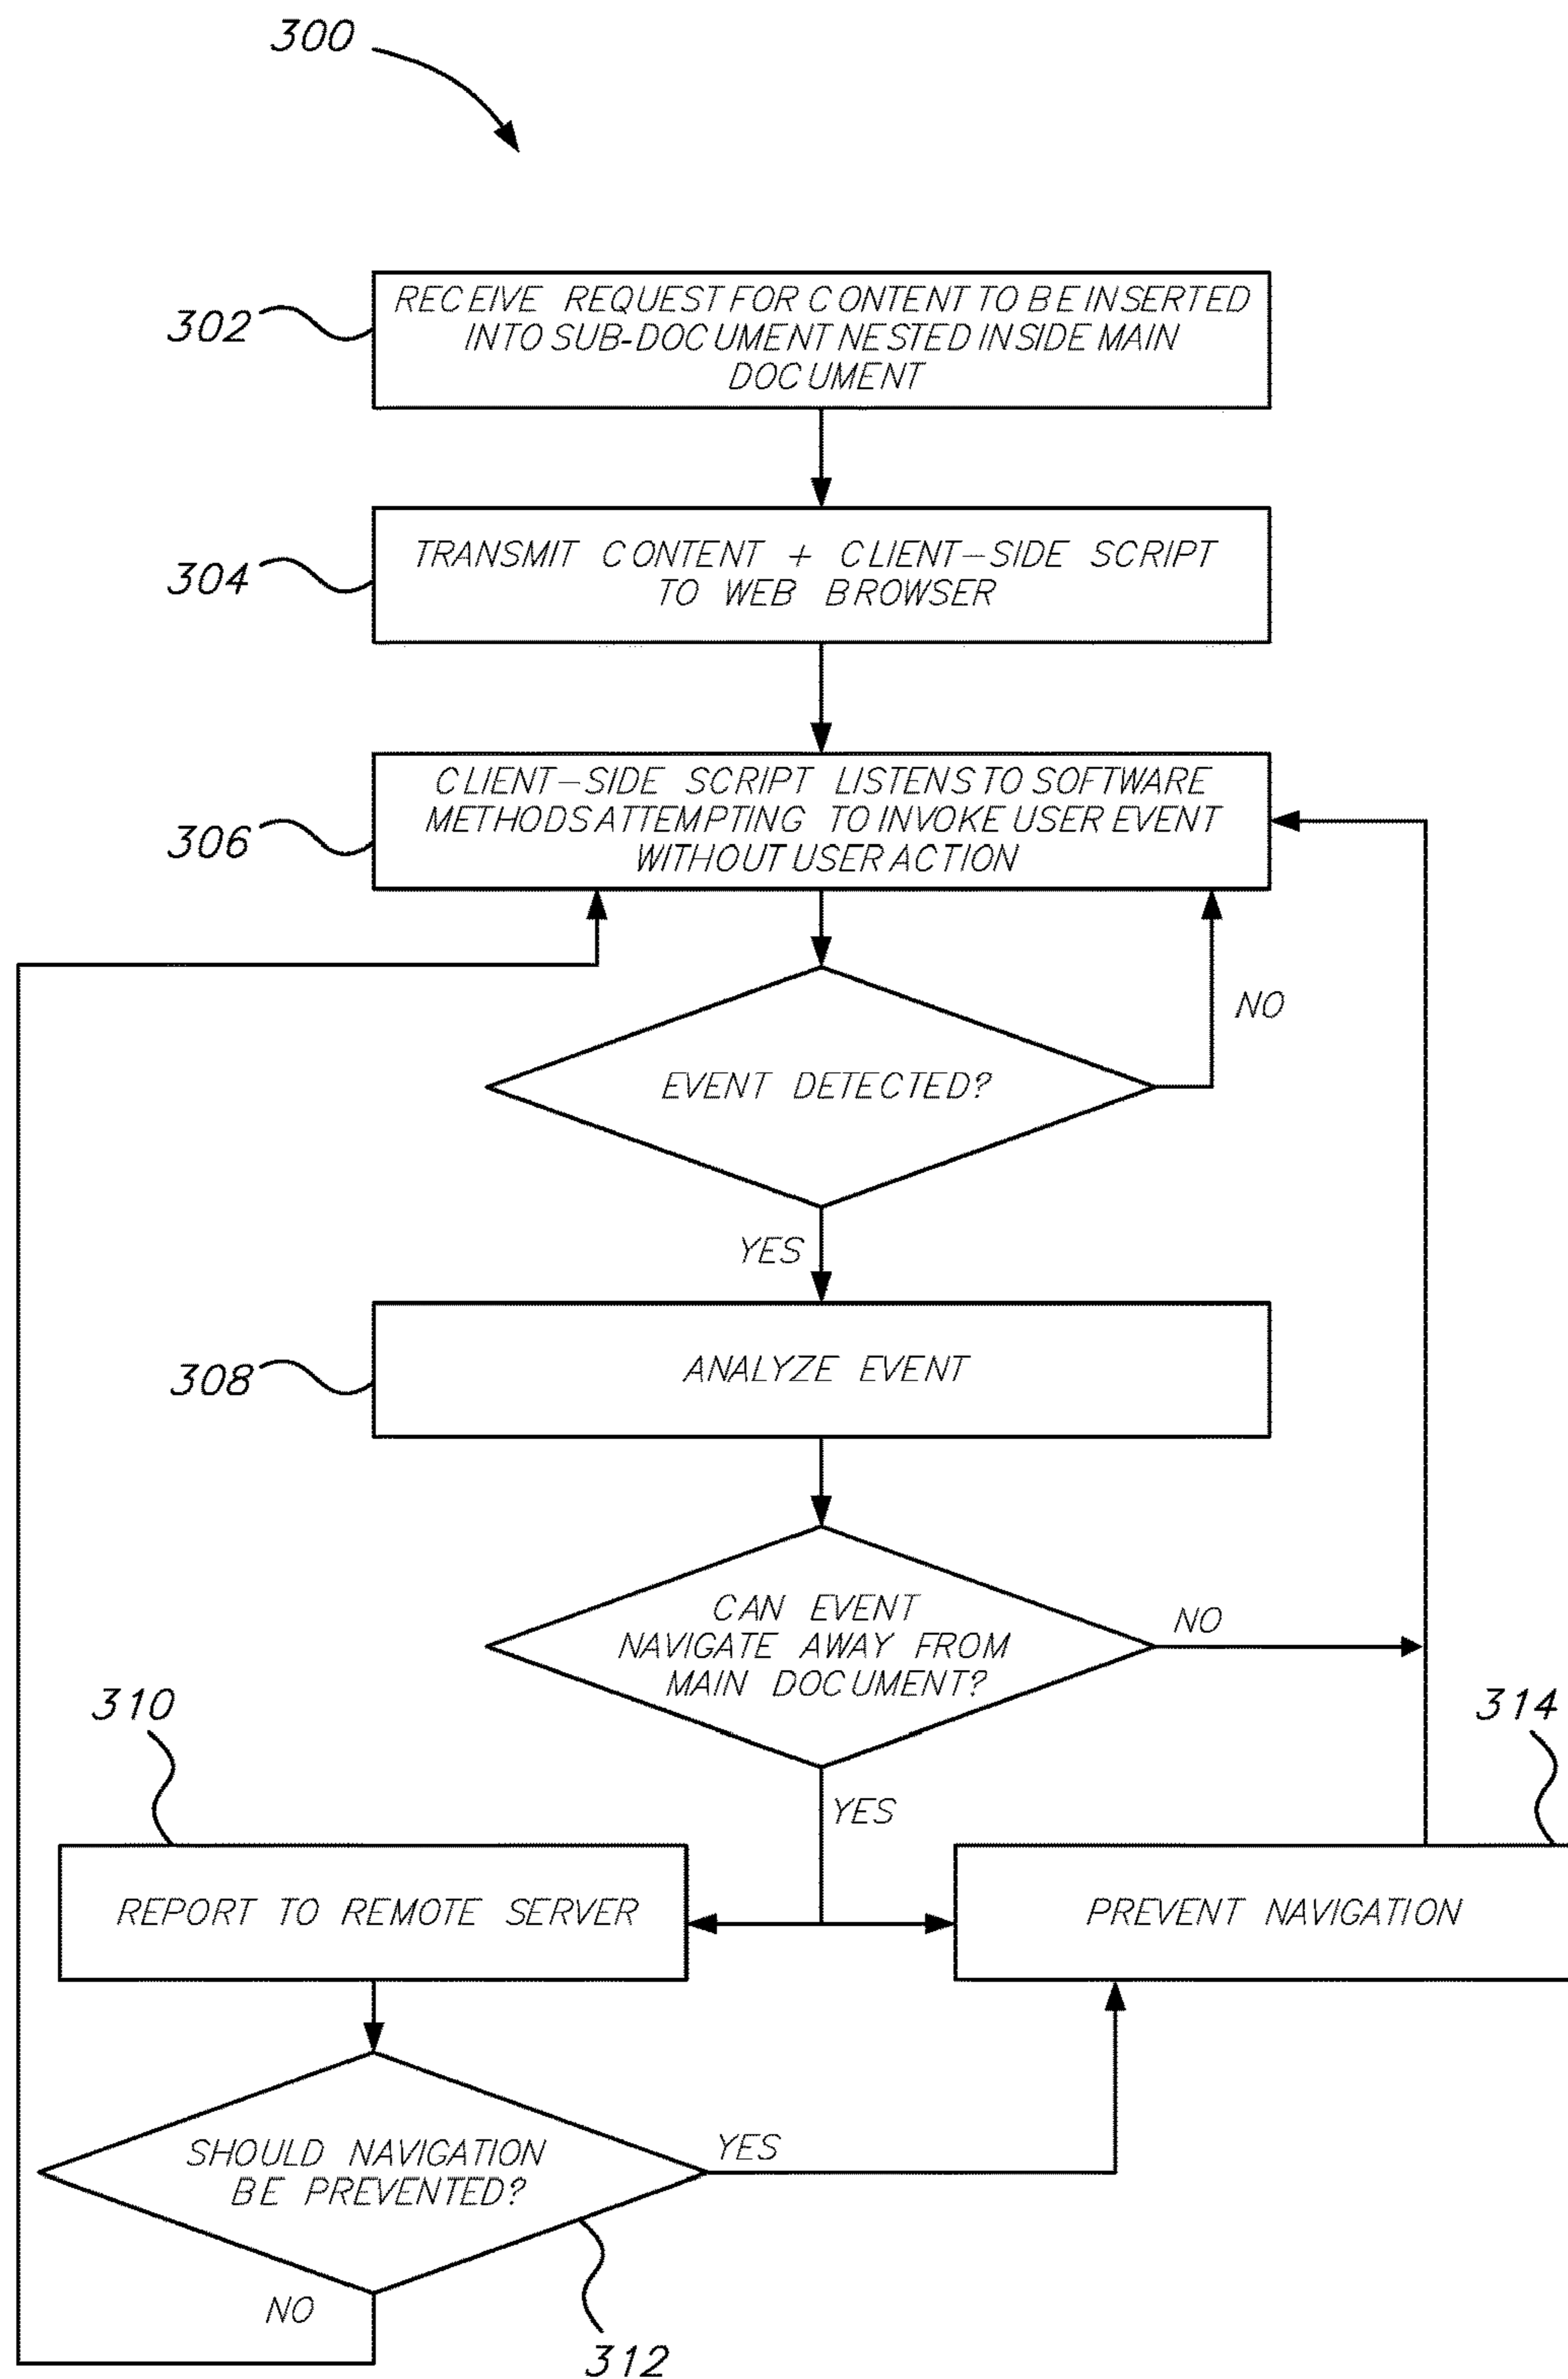 300
302
RECEIVE REQUEST FOR CONTENT TO BE INSERTED
INTO SUB-DOCUMENT NESTED INSIDE MAIN
DOCUMENT
304
TRANSMIT CONTENT + CLIENT-SIDE SCRIPT
TO WEB BROWSER
306
CLIENT-SIDE SCRIPT LISTENS TO SOFTWARE
METHODS ATTEMPTING TO INVOKE USER EVENT
WITHOUT USER ACTION
EVENT DETECTED?
NO
YES
308
ANALYZE EVENT
CAN EVENT
NAVIGATE AWAY FROM
MAIN DOCUMENT?
NO
YES
310
REPORT TO REMOTE SERVER
314
PREVENT NAVIGATION
SHOULD NAVIGATION
BE PREVENTED?
YES
NO
312